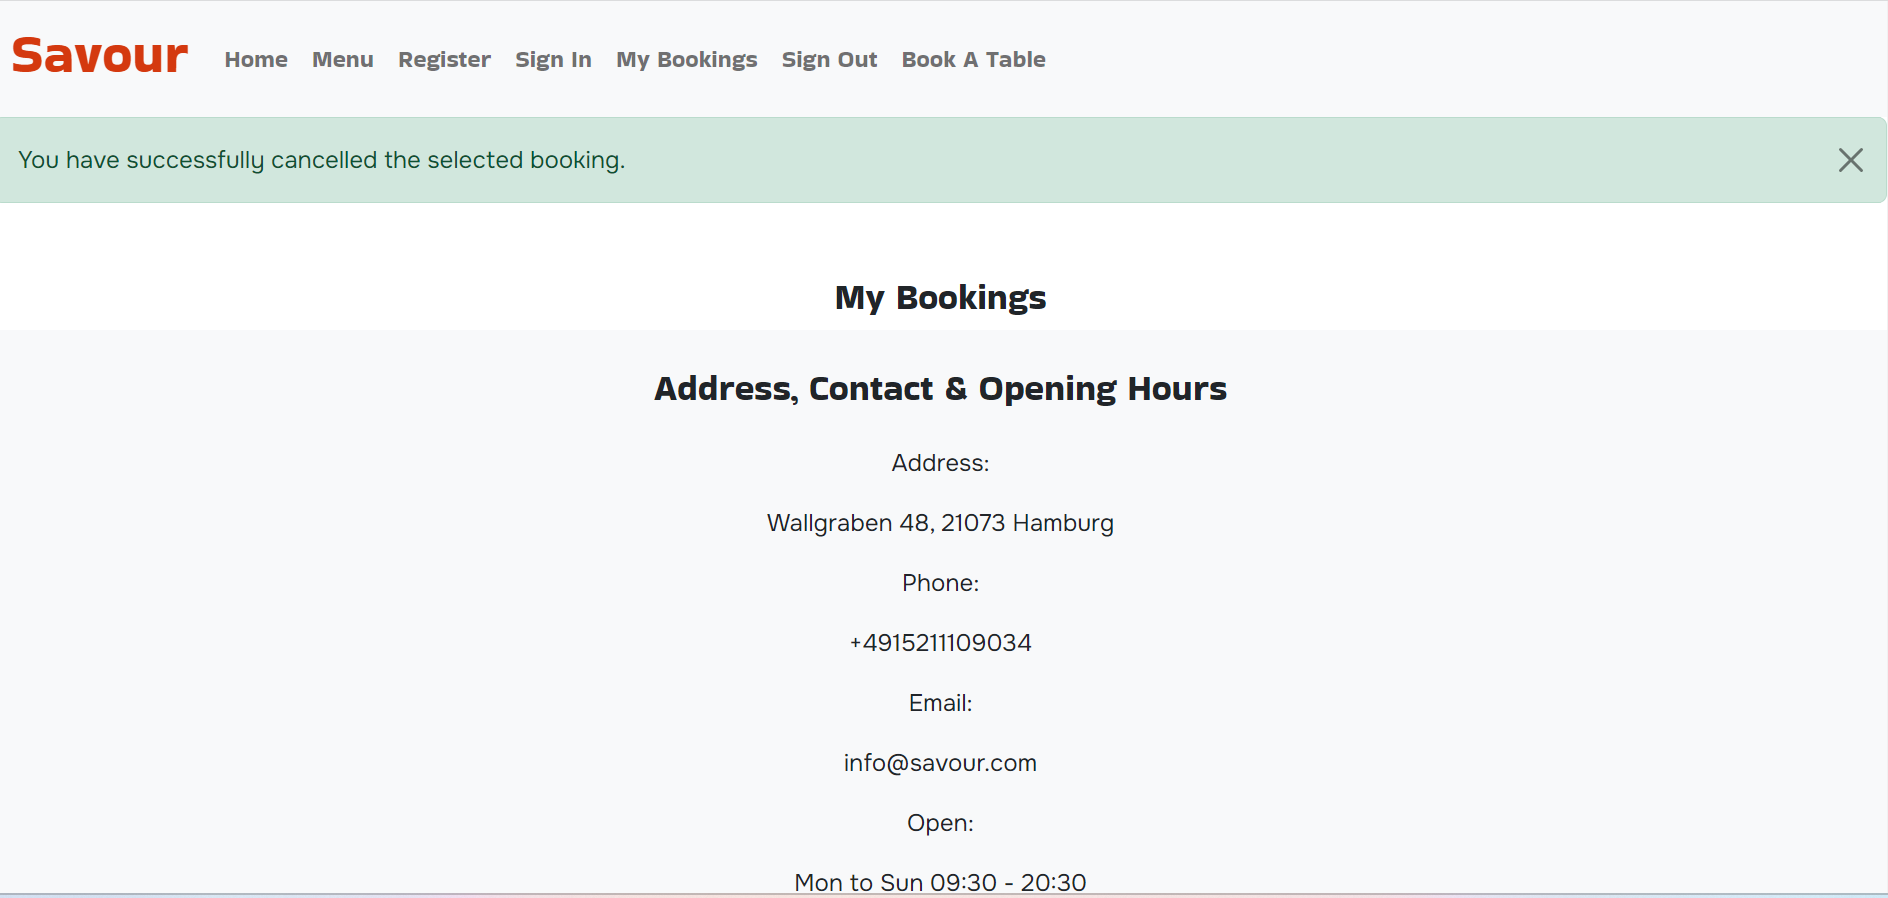 Savour Home Menu Register Sign In My Bookings Sign Out Book A Table
You have successfully cancelled the selected booking.
My Bookings
Address, Contact & Opening Hours
Address:
Wallgraben 48, 21073 Hamburg
Phone:
+4915211109034
Email:
info@savour.com
Open:
Mon to Sun 09:30 - 20:30